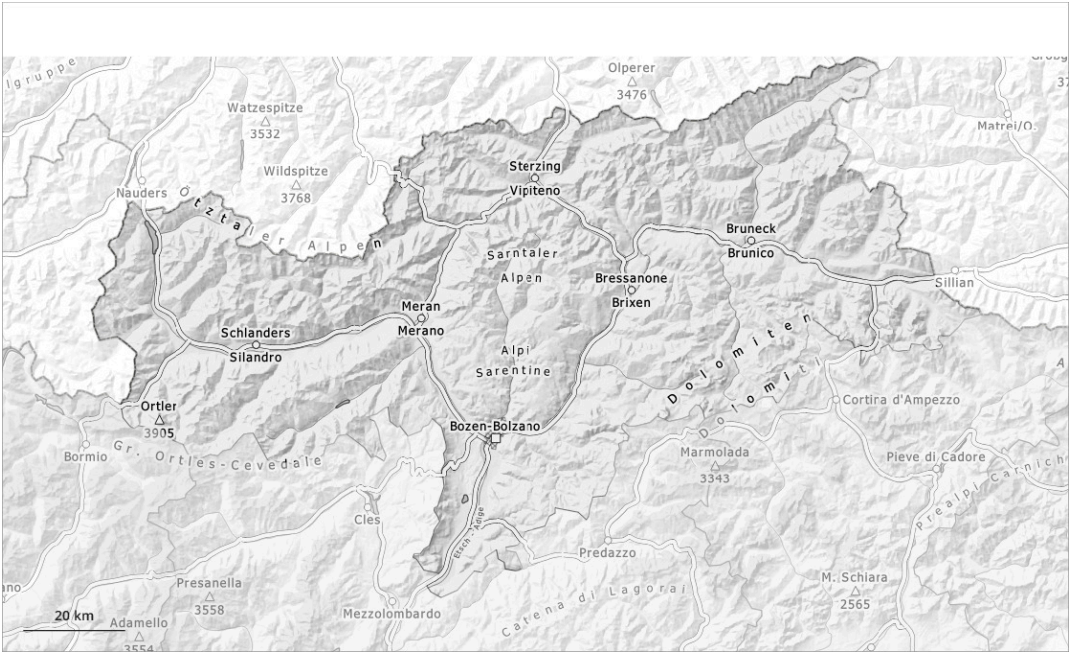 lgruppe
Olperer
3476
Watzespitze
3532
Matrei/O.
Sterzing
Vipiteno
Wildspitze
3768
Nauders
Ötztaler Alpen
Bruneck
Brunico
Sarntaler
Alpen
Bressanone
Brixen
Sillian
Meran
Merano
Schlanders
Silandro
Dolomiten
Alpi
Sarentine
Dolomiti
Ortler
3905
Cortina d'Ampezzo
Bozen-Bolzano
Gr. Ortles-Cevedale
Bormio
Marmolada
3343
Pieve di Cadore
Prealpi Carnich
Cles
Etsch - Adige
Predazzo
Presanella
3558
M. Schiara
2565
Catena di Lagorai
Mezzolombardo
ano
20 km
Adamello
3554